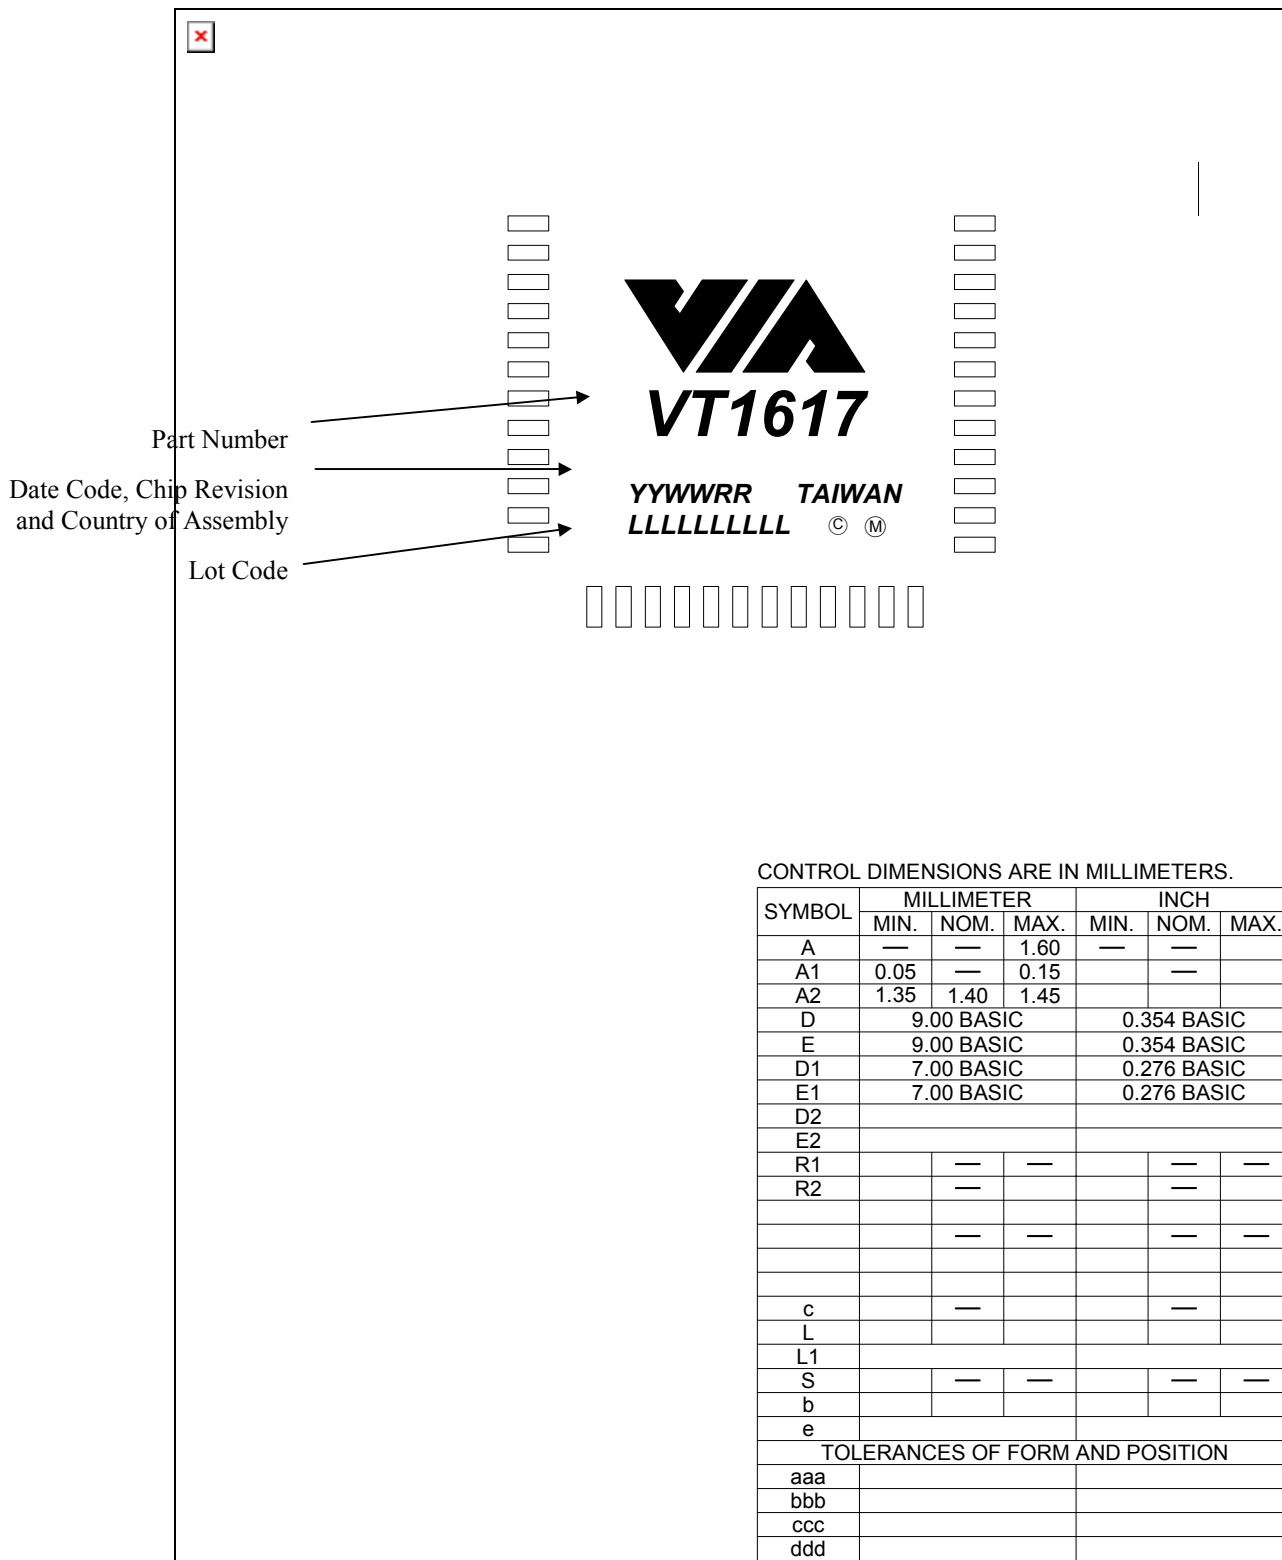 VIA
VT1617
Part Number
Date Code, Chip Revision
and Country of Assembly
YYWWRR TAIWAN
LLLLLLLLLL Ⓒ Ⓜ
Lot Code
CONTROL DIMENSIONS ARE IN MILLIMETERS.
SYMBOL MILLIMETER INCH
MIN. NOM. MAX. MIN. NOM. MAX.
A — — 1.60 — —
A1 0.05 — 0.15 —
A2 1.35 1.40 1.45
D 9.00 BASIC 0.354 BASIC
E 9.00 BASIC 0.354 BASIC
D1 7.00 BASIC 0.276 BASIC
E1 7.00 BASIC 0.276 BASIC
D2
E2
R1 — — — —
R2 — —
— — — —
c — —
L
L1
S — — — —
b
e
TOLERANCES OF FORM AND POSITION
aaa
bbb
ccc
ddd